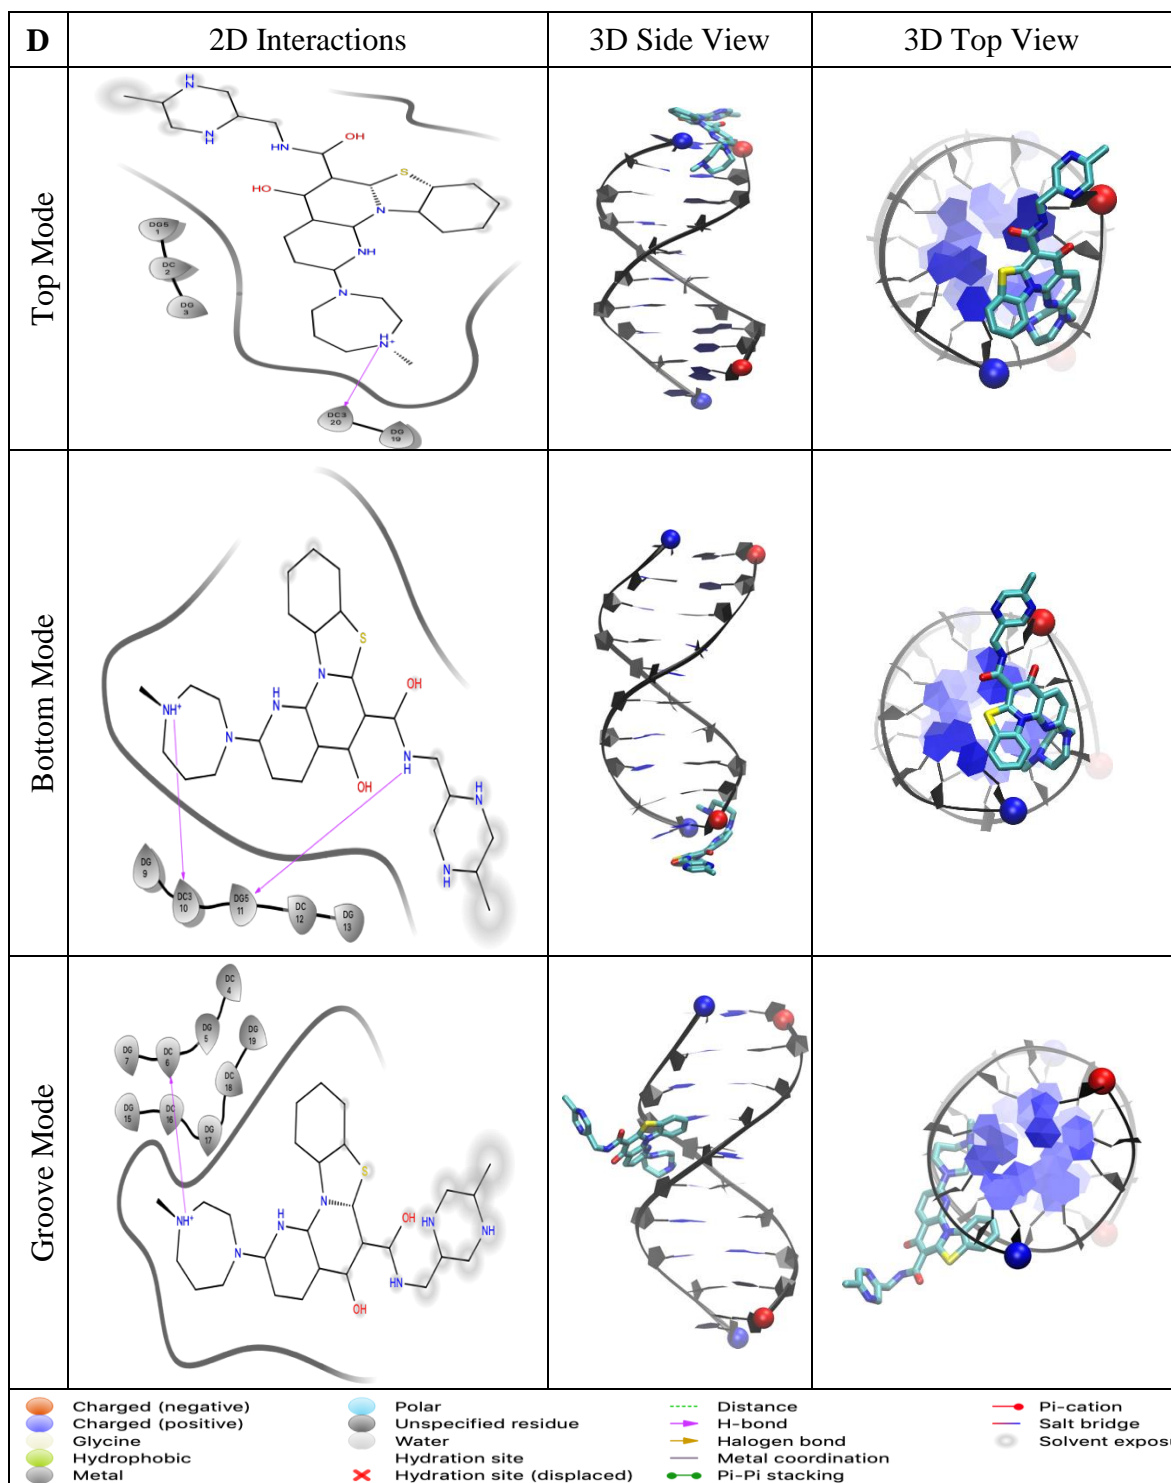 D 2D Interactions 3D Side View 3D Top View
Top Mode
H
N
N
H
HN
OH
HO
S
N
NH
N
H
N+
DG5
1
DC
2
DG
3
DC3
20
DG
19
Bottom Mode
S
N
H
N
OH
NH+
N
N
H
OH
NH
N
H
DG
9
DC3
10
DG5
11
DC
12
DG
13
Groove Mode
DC
4
DG
5
DG
19
DG
7
DC
6
DC
18
DG
15
DC
16
DG
17
S
N
H
N
OH
HN
NH
NH+
N
HN
OH
Charged (negative) Polar Distance Pi-cation
Charged (positive) Unspecified residue H-bond Salt bridge
Glycine Water Halogen bond Solvent expos
Hydrophobic Hydration site Metal coordination
Metal Hydration site (displaced) Pi-Pi stacking